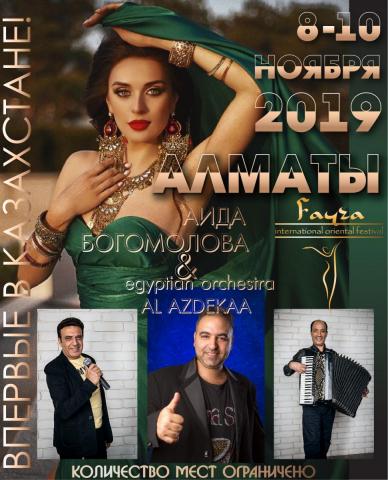 ВПЕРВЫЕ В КАЗАХСТАНЕ!
8-10
НОЯБРЯ
2019
АЛМАТЫ
АИДА
БОГОМОЛОВА
&
egyptian orchestra
AL AZDEKAA
Fayza
international oriental festival
КОЛИЧЕСТВО МЕСТ ОГРАНИЧЕНО